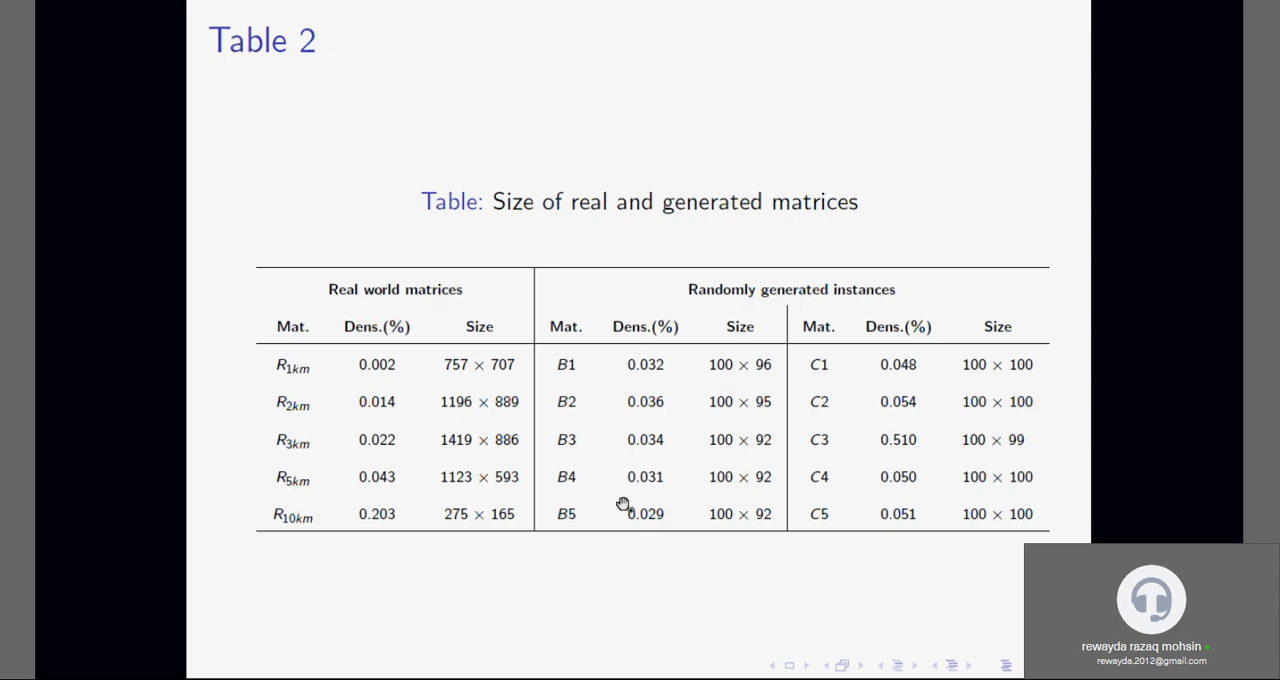 Table 2
Table: Size of real and generated matrices
Real world matrices Randomly generated instances
Mat. Dens.(%) Size Mat. Dens.(%) Size Mat. Dens.(%) Size
R1km 0.002 757 × 707 B1 0.032 100 × 96 C1 0.048 100 × 100
R2km 0.014 1196 × 889 B2 0.036 100 × 95 C2 0.054 100 × 100
R3km 0.022 1419 × 886 B3 0.034 100 × 92 C3 0.510 100 × 99
R5km 0.043 1123 × 593 B4 0.031 100 × 92 C4 0.050 100 × 100
R10km 0.203 275 × 165 B5 0.029 100 × 92 C5 0.051 100 × 100
rewayda razaq mohsin
rewayda.2012@gmail.com